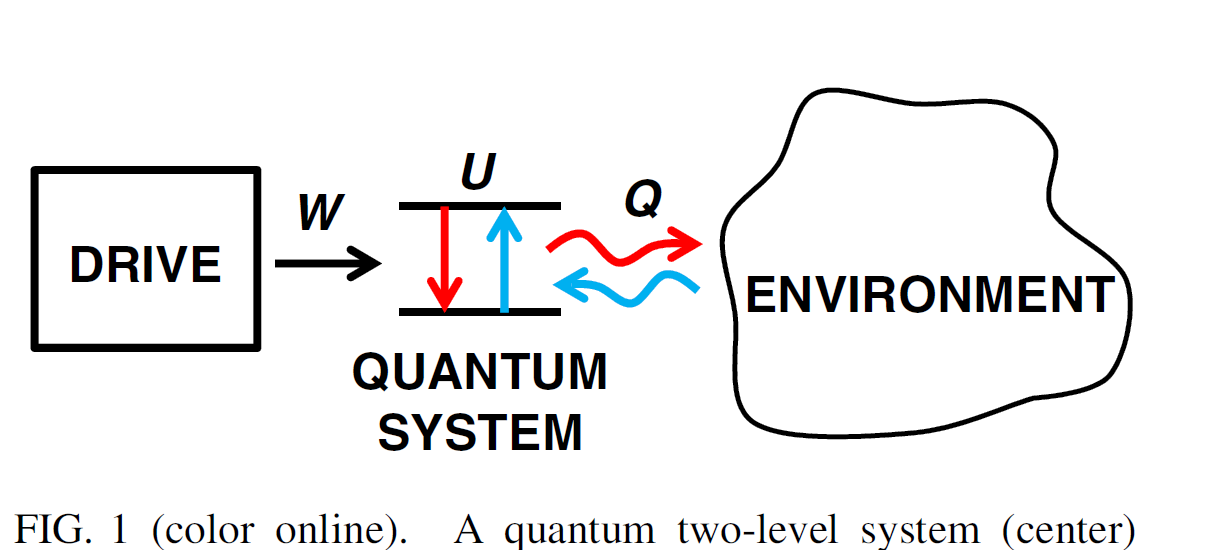 U
W
Q
DRIVE
ENVIRONMENT
QUANTUM
SYSTEM
FIG. 1 (color online). A quantum two-level system (center)